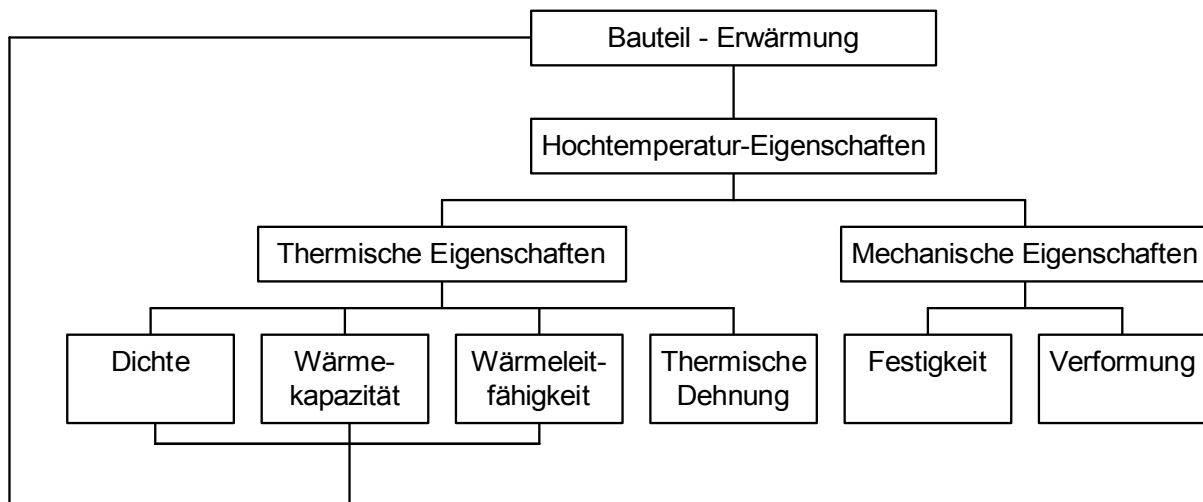 Bauteil - Erwärmung
Hochtemperatur-Eigenschaften
Thermische Eigenschaften
Mechanische Eigenschaften
Dichte
Wärme-
kapazität
Wärmeleit-
fähigkeit
Thermische
Dehnung
Festigkeit
Verformung